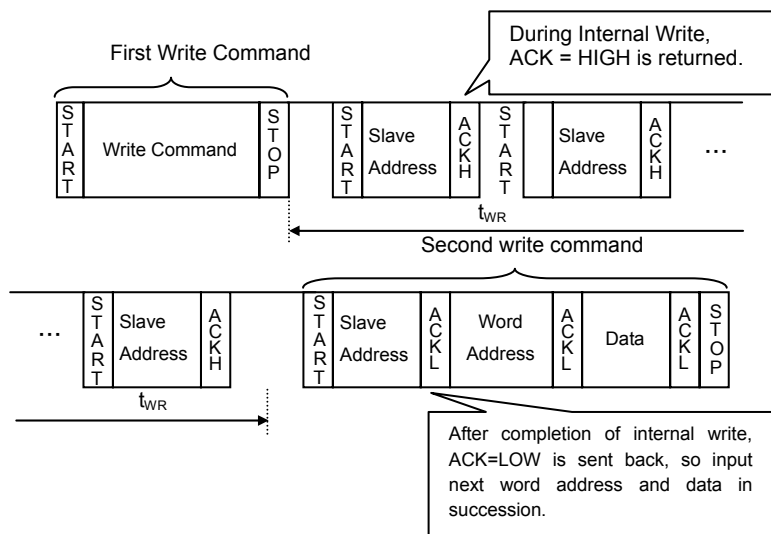 First Write Command
During Internal Write,
ACK = HIGH is returned.
START
Write Command
STOP
START
Slave
Address
ACKH
START
Slave
Address
ACKH
...
tWR
Second write command
...
START
Slave
Address
ACKH
START
Slave
Address
ACKL
Word
Address
ACKL
Data
ACKL
STOP
tWR
After completion of internal write,
ACK=LOW is sent back, so input
next word address and data in
succession.